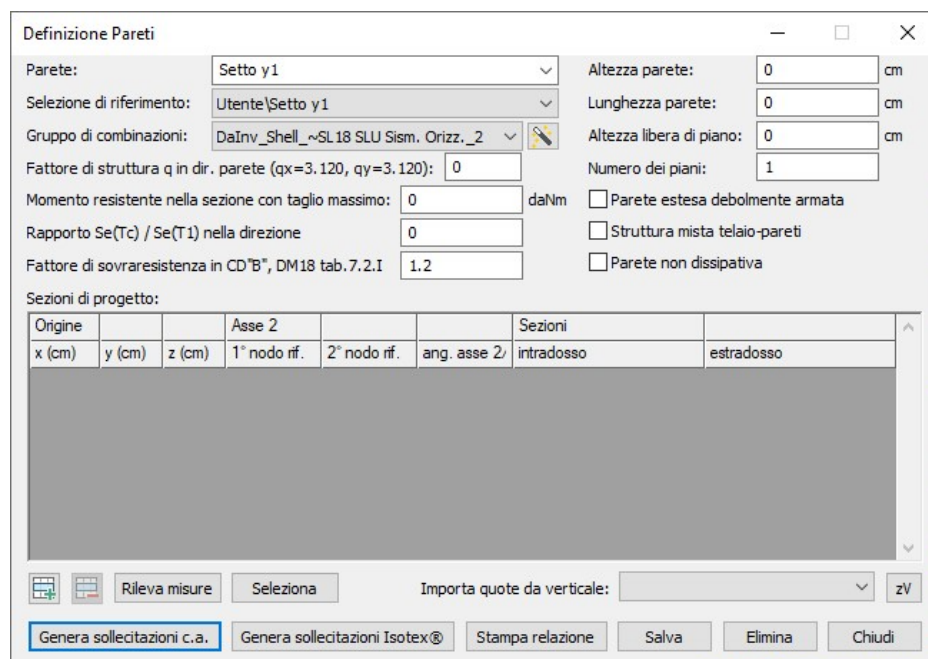 Definizione Pareti
Parete: Setto y1 Altezza parete: 0 cm
Selezione di riferimento: Utente\Setto y1 Lunghezza parete: 0 cm
Gruppo di combinazioni: DaInv_Shell_~SL18 SLU Sism. Orizz._2 Altezza libera di piano: 0 cm
Fattore di struttura q in dir. parete (qx=3.120, qy=3.120): 0 Numero dei piani: 1
Momento resistente nella sezione con taglio massimo: 0 daNm Parete estesa debolmente armata
Rapporto Se(Tc) / Se(T1) nella direzione 0 Struttura mista telaio-pareti
Fattore di sovraresistenza in CD"B", DM18 tab.7.2.I 1.2 Parete non dissipativa
Sezioni di progetto:
Origine Asse 2 Sezioni
x (cm) y (cm) z (cm) 1° nodo rif. 2° nodo rif. ang. asse 2/ intradosso estradosso
Rileva misure Seleziona Importa quote da verticale: zV
Genera sollecitazioni c.a. Genera sollecitazioni Isotex® Stampa relazione Salva Elimina Chiudi